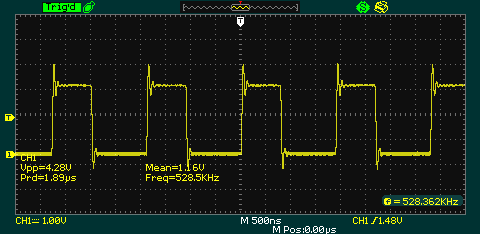 Trig'd
T
T
1
CH1
Vpp=4.28V Mean=1.16V
Prd=1.89µs Freq=528.5KHz
f = 528.362KHz
CH1 1.00V M 500ns CH1 1.48V
M Pos:0.00µs